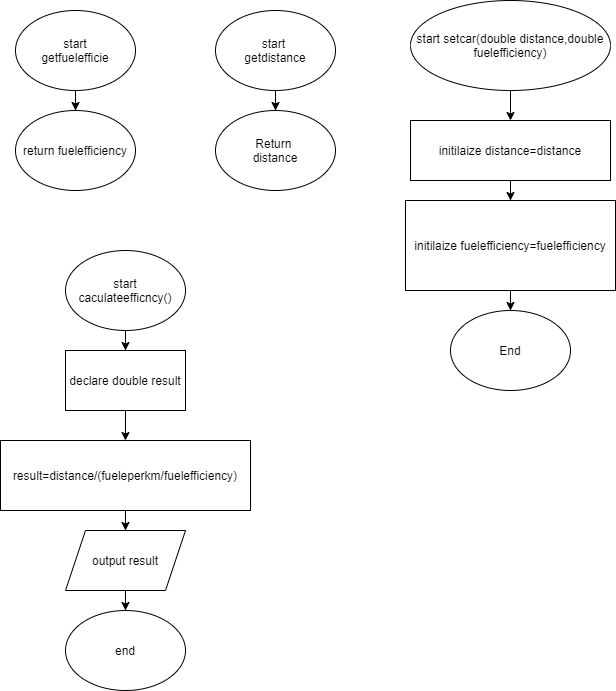 start
getfuelefficie
return fuelefficiency
start
getdistance
Return
distance
start setcar(double distance,double
fuelefficiency)
initilaize distance=distance
initilaize fuelefficiency=fuelefficiency
End
start
caculateefficncy()
declare double result
result=distance/(fueleperkm/fuelefficiency)
output result
end